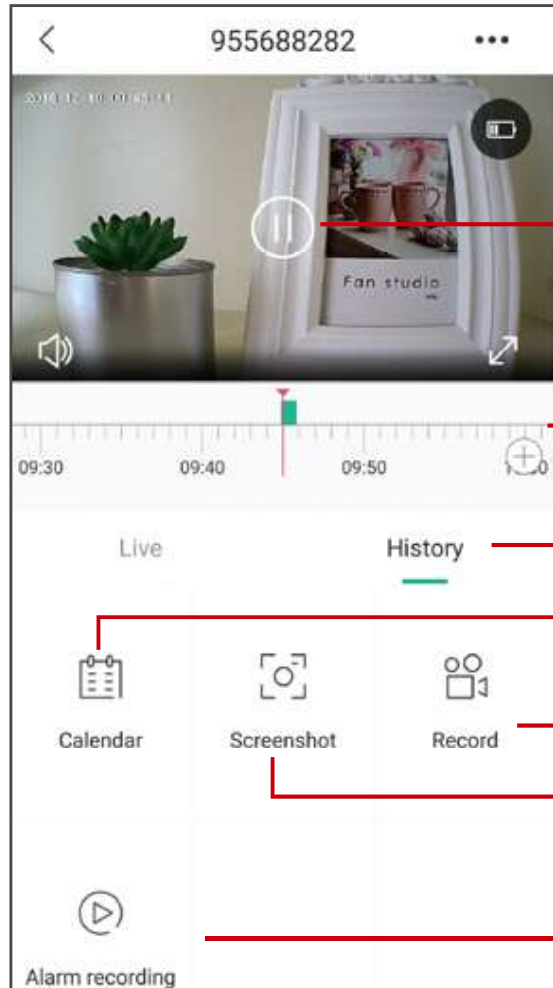 955688282
Fan studio
09:30 09:40 09:50
Live History
Calendar Screenshot Record
Alarm recording